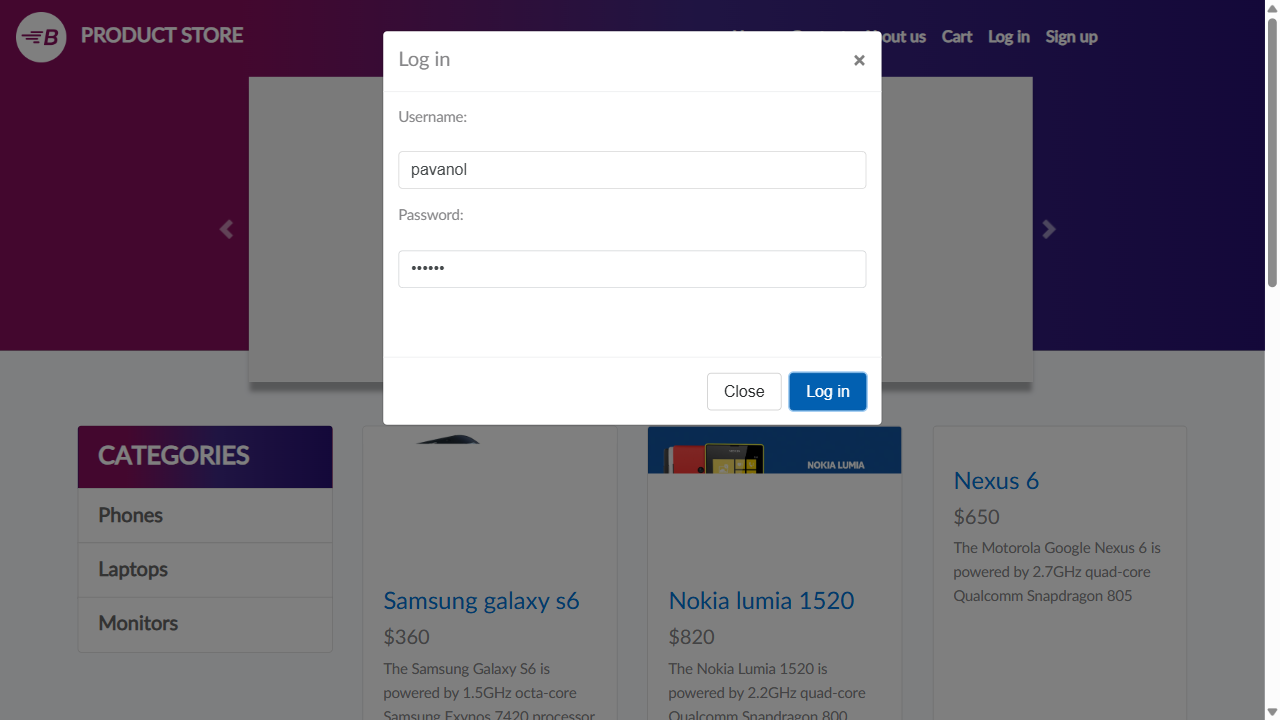 B PRODUCT STORE
bout us Cart Log in Sign up
Log in ×
Username:
pavanol
Password:
••••••
Close Log in
CATEGORIES
Phones
Laptops
Monitors
Samsung galaxy s6
$360
The Samsung Galaxy S6 is
powered by 1.5GHz octa-core
Samsung Exynos 7420 processor
NOKIA LUMIA
Nokia lumia 1520
$820
The Nokia Lumia 1520 is
powered by 2.2GHz quad-core
Qualcomm Snapdragon 800
Nexus 6
$650
The Motorola Google Nexus 6 is
powered by 2.7GHz quad-core
Qualcomm Snapdragon 805